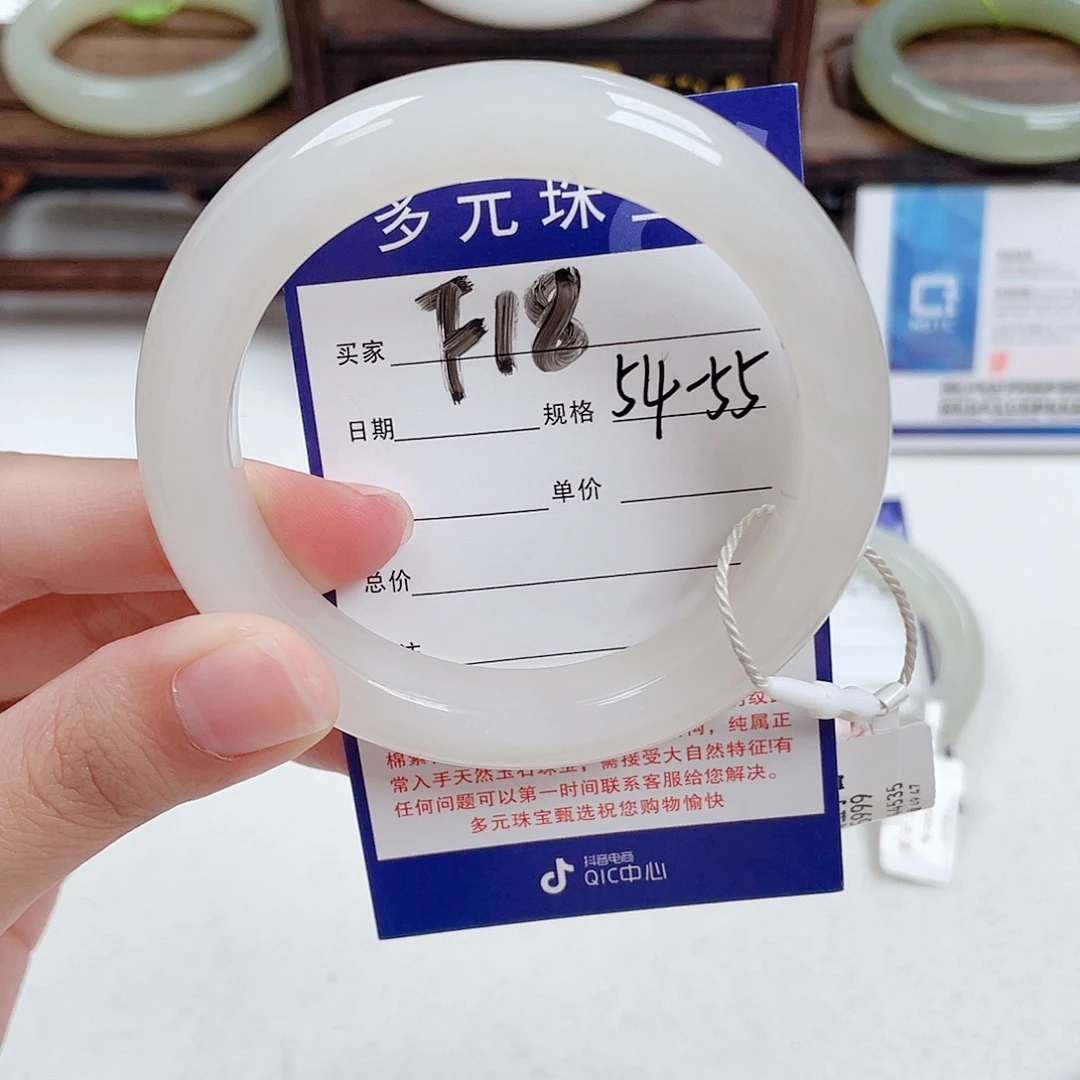 多元珠
买家 F18
日期 规格 54-55
单价
总价
纯属正
需接受大自然特征!有
常入手天然玉石珠宝,
任何问题可以第一时间联系客服给您解决。
多元珠宝甄选祝您购物愉快
抖音电商
QIC中心